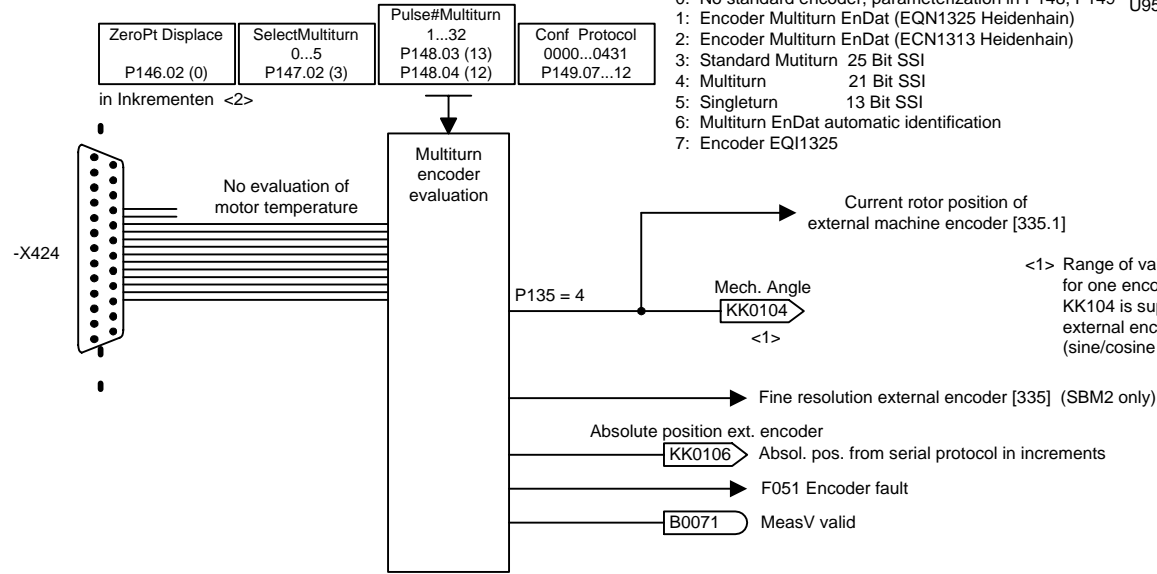 ZeroPt Displace
P146.02 (0)
SelectMultiturn
0...5
P147.02 (3)
Pulse#Multiturn
1...32
P148.03 (13)
P148.04 (12)
Conf Protocol
0000...0431
P149.07...12
in Inkrementen <2>
0: No standard encoder, parameterization in P148, P149
U95
1: Encoder Multiturn EnDat (EQN1325 Heidenhain)
2: Encoder Multiturn EnDat (ECN1313 Heidenhain)
3: Standard Mutiturn 25 Bit SSI
4: Multiturn 21 Bit SSI
5: Singleturn 13 Bit SSI
6: Multiturn EnDat automatic identification
7: Encoder EQI1325
Multiturn
encoder
evaluation
No evaluation of
motor temperature
-X424
Current rotor position of
external machine encoder [335.1]
P135 = 4
Mech. Angle
KK0104
<1>
<1> Range of va
for one enco
KK104 is su
external enc
(sine/cosine
Fine resolution external encoder [335] (SBM2 only)
Absolute position ext. encoder
KK0106
Absol. pos. from serial protocol in increments
F051 Encoder fault
B0071
MeasV valid